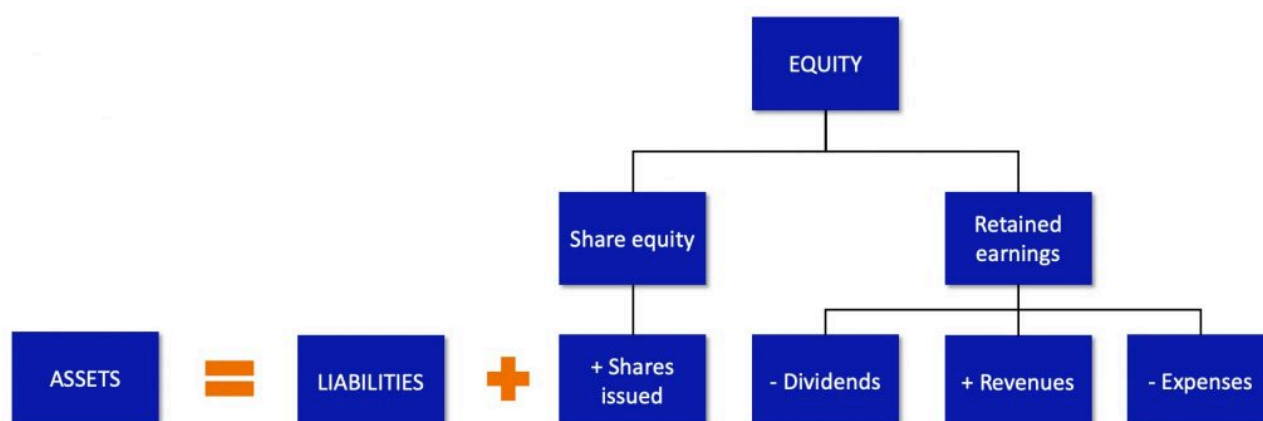 EQUITY
Share equity
Retained
earnings
ASSETS
=
LIABILITIES
+
+ Shares
issued
- Dividends
+ Revenues
- Expenses